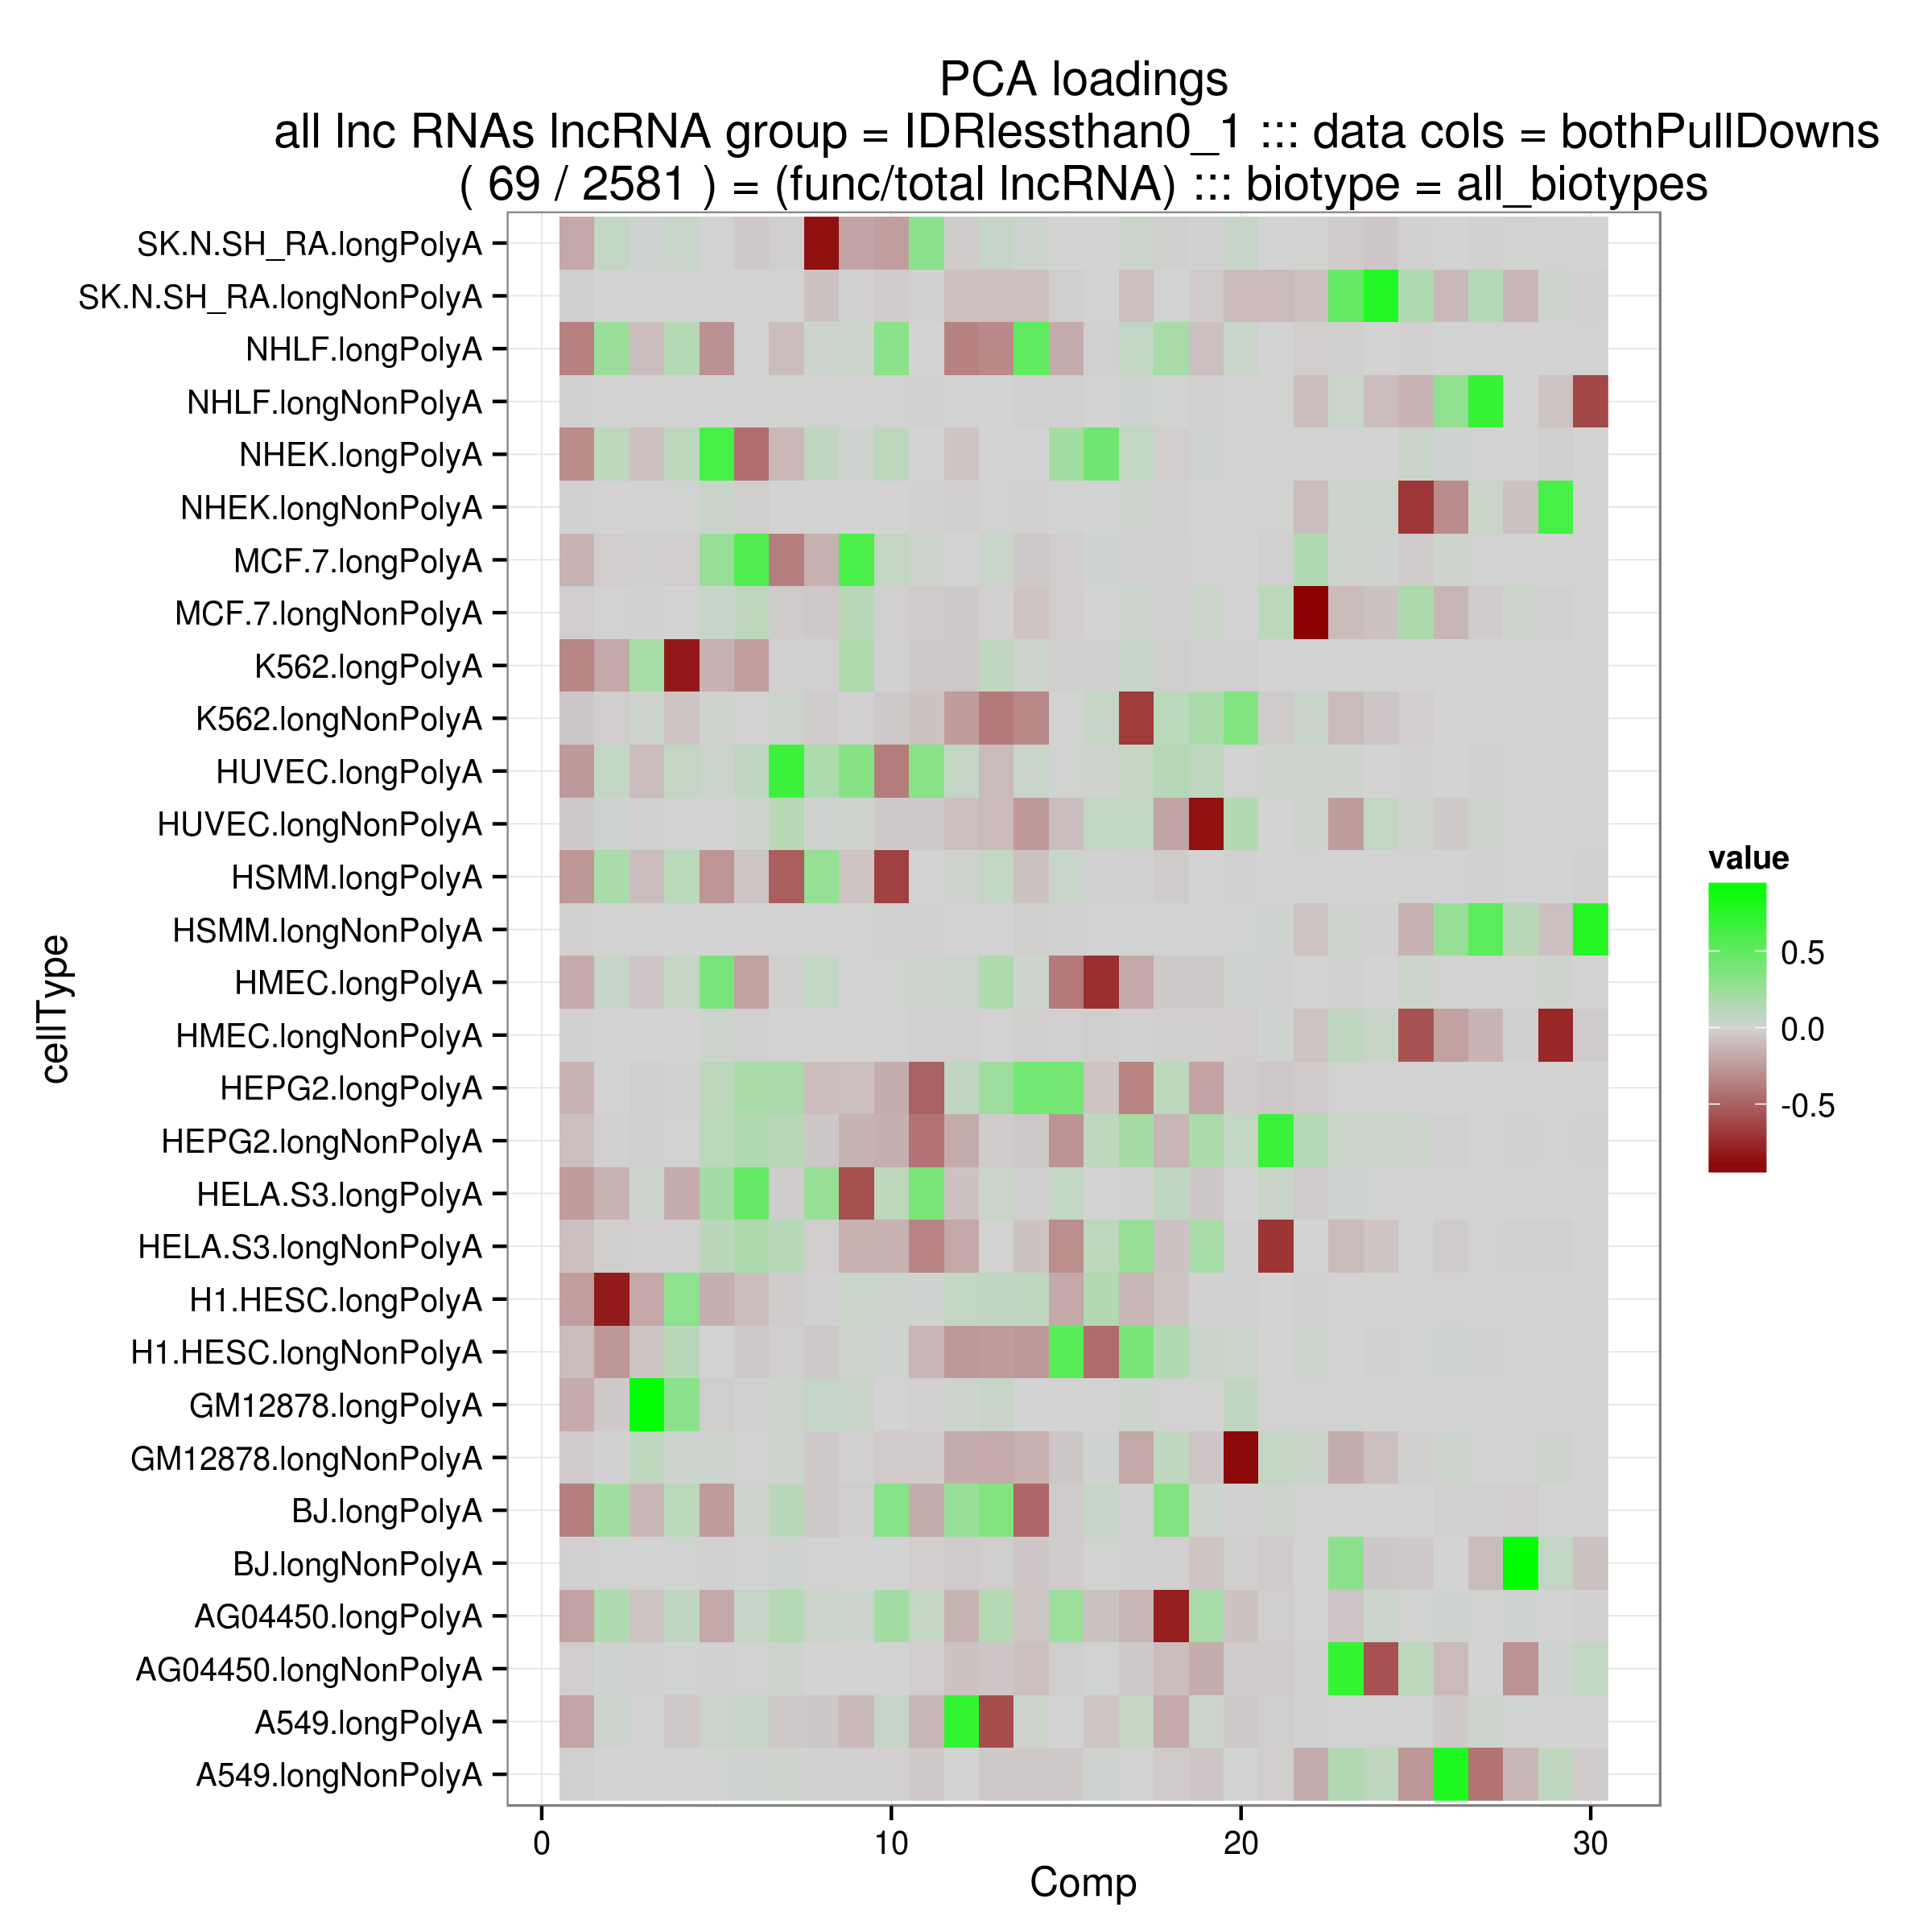 PCA loadings
all lnc RNAs lncRNA group = IDRlessthan0_1 ::: data cols = bothPullDowns
( 69 / 2581 ) = (func/total lncRNA) ::: biotype = all_biotypes
cellType
SK.N.SH_RA.longPolyA
SK.N.SH_RA.longNonPolyA
NHLF.longPolyA
NHLF.longNonPolyA
NHEK.longPolyA
NHEK.longNonPolyA
MCF.7.longPolyA
MCF.7.longNonPolyA
K562.longPolyA
K562.longNonPolyA
HUVEC.longPolyA
HUVEC.longNonPolyA
HSMM.longPolyA
HSMM.longNonPolyA
HMEC.longPolyA
HMEC.longNonPolyA
HEPG2.longPolyA
HEPG2.longNonPolyA
HELA.S3.longPolyA
HELA.S3.longNonPolyA
H1.HESC.longPolyA
H1.HESC.longNonPolyA
GM12878.longPolyA
GM12878.longNonPolyA
BJ.longPolyA
BJ.longNonPolyA
AG04450.longPolyA
AG04450.longNonPolyA
A549.longPolyA
A549.longNonPolyA
0 10 20 30
Comp
value
0.5
0.0
-0.5